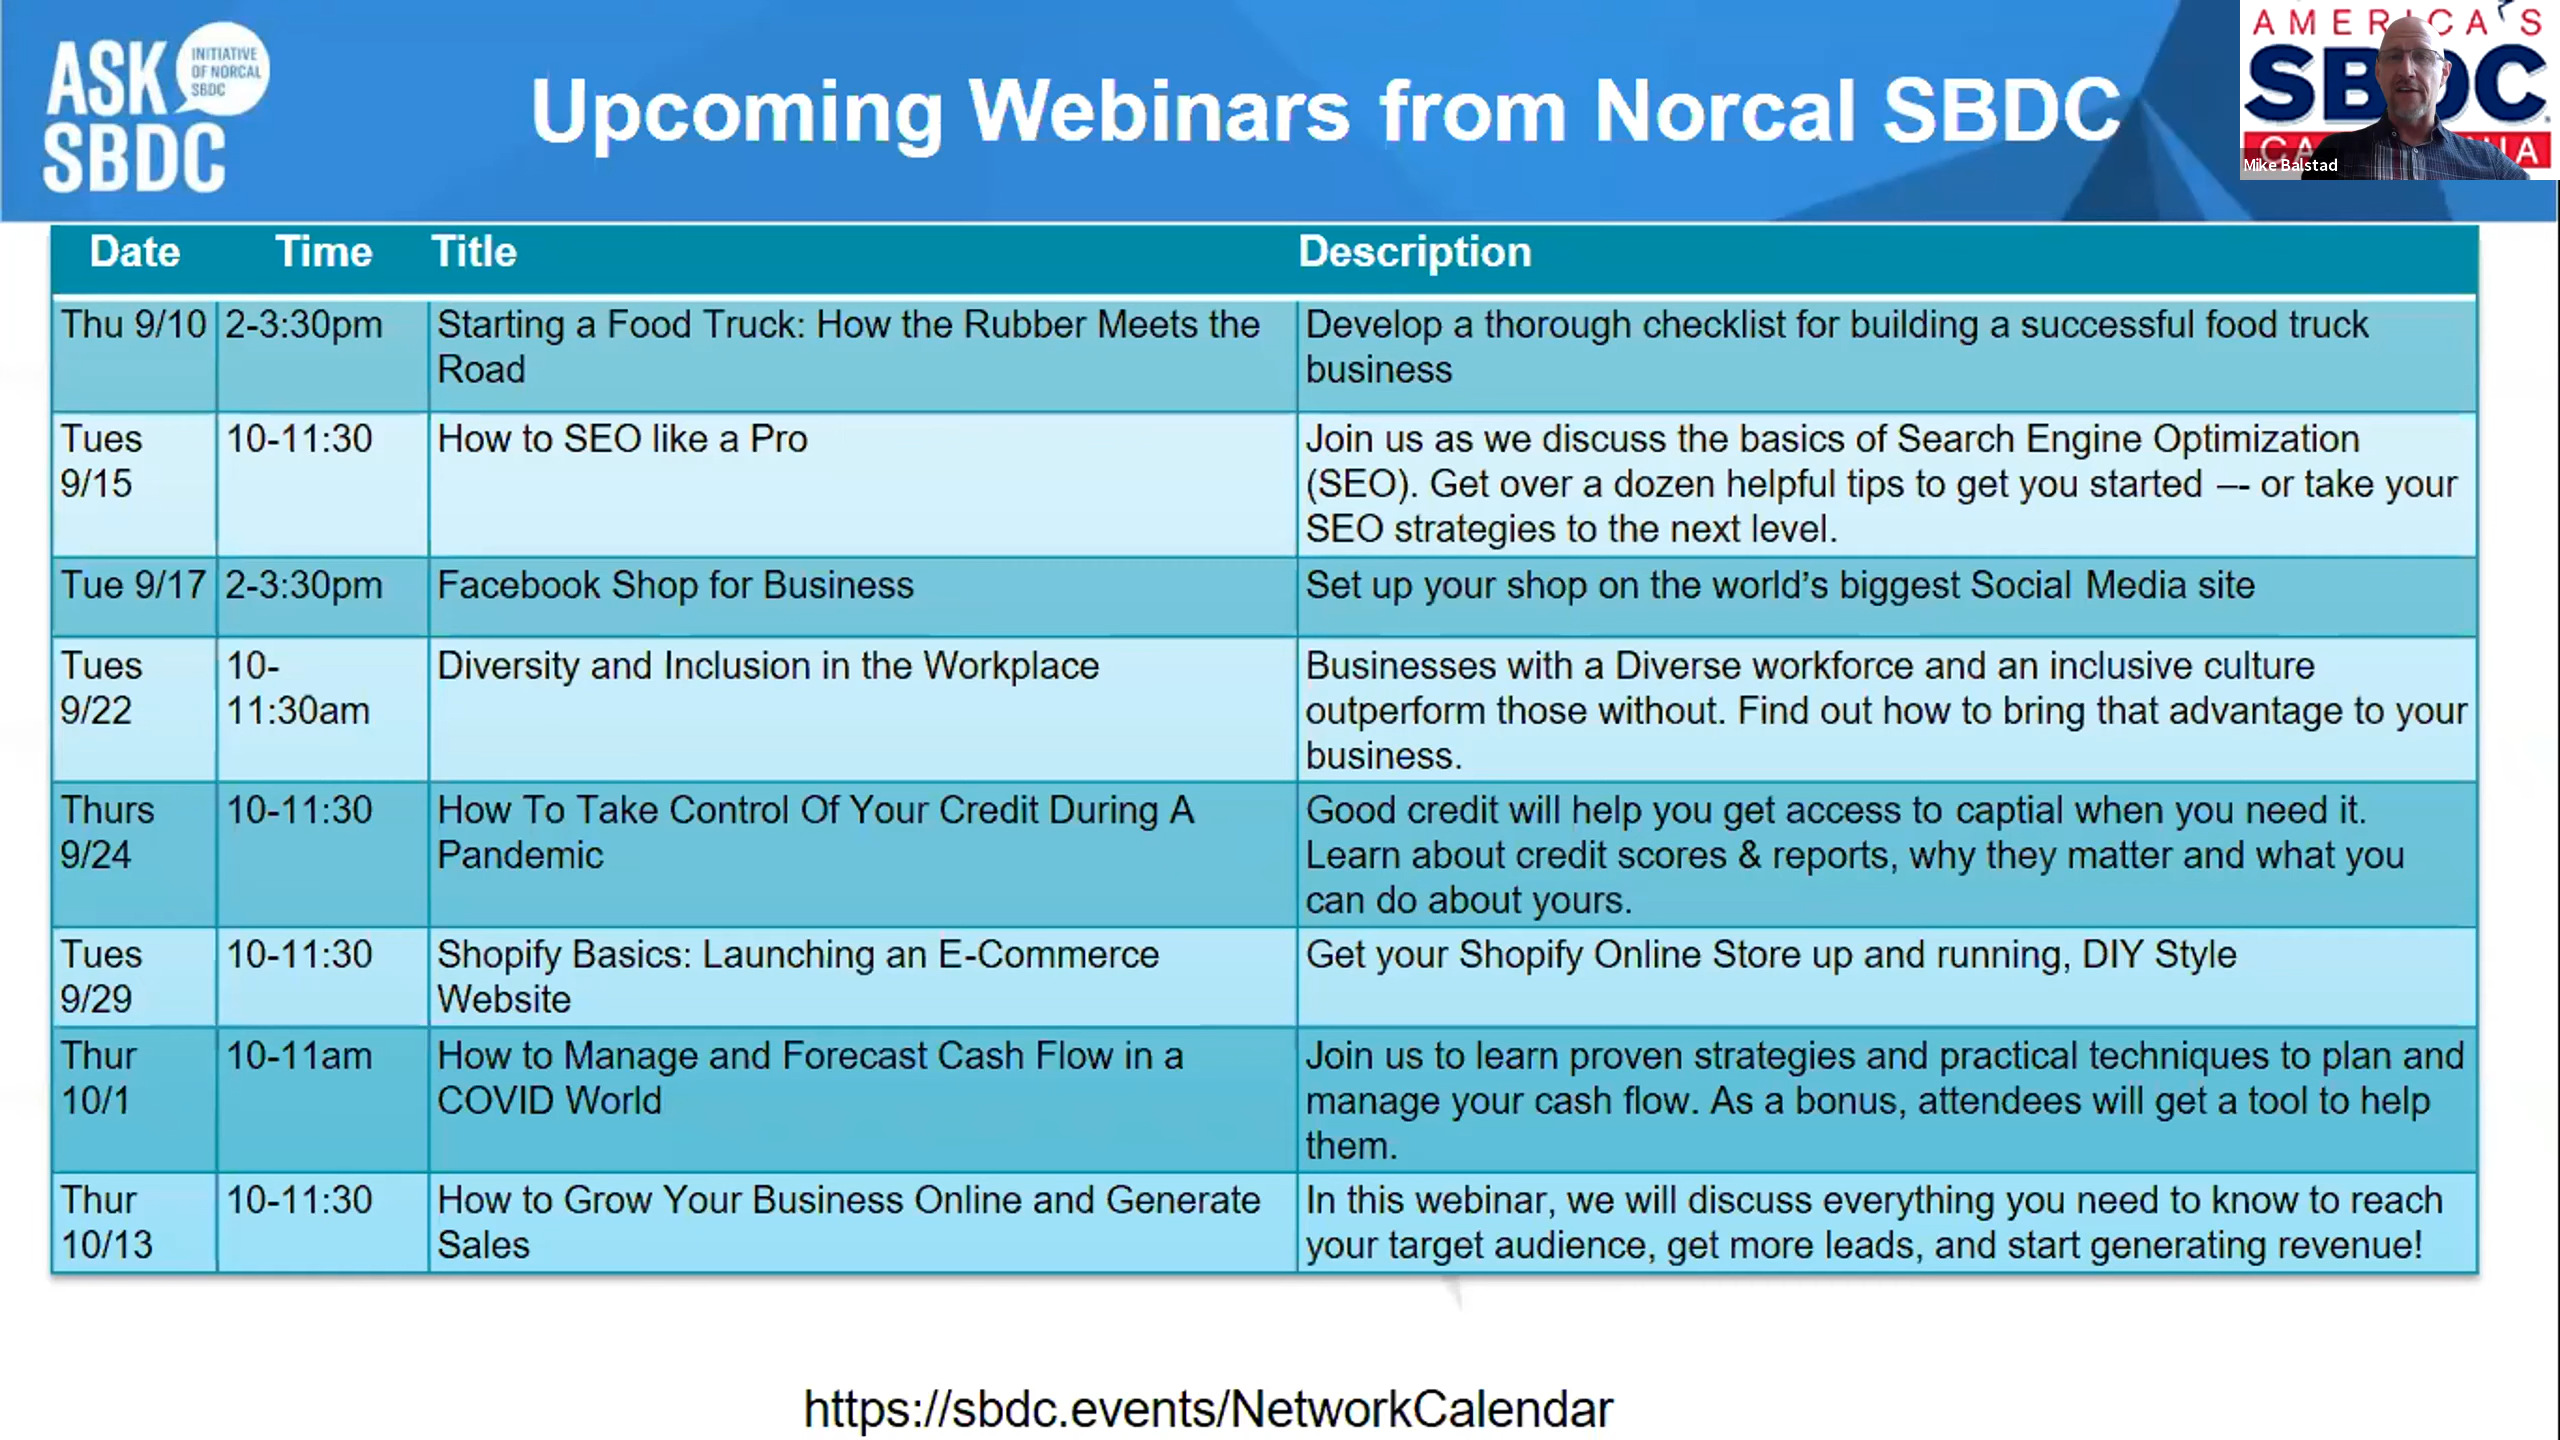 ASK
SBDC
INITIATIVE
OF NORCAL
SBDC
Upcoming Webinars from Norcal SBDC
AMERICA'S
SBDC
Mike Balstad
Date Time Title Description
Thu 9/10 2-3:30pm Starting a Food Truck: How the Rubber Meets the
Road
Develop a thorough checklist for building a successful food truck
business
Tues
9/15
10-11:30
How to SEO like a Pro
Join us as we discuss the basics of Search Engine Optimization
(SEO). Get over a dozen helpful tips to get you started –- or take your
SEO strategies to the next level.
Tue 9/17 2-3:30pm Facebook Shop for Business Set up your shop on the world’s biggest Social Media site
Tues
9/22
10-
11:30am
Diversity and Inclusion in the Workplace
Businesses with a Diverse workforce and an inclusive culture
outperform those without. Find out how to bring that advantage to your
business.
Thurs
9/24
10-11:30
How To Take Control Of Your Credit During A
Pandemic
Good credit will help you get access to captial when you need it.
Learn about credit scores & reports, why they matter and what you
can do about yours.
Tues
9/29
10-11:30
Shopify Basics: Launching an E-Commerce
Website
Get your Shopify Online Store up and running, DIY Style
Thur
10/1
10-11am
How to Manage and Forecast Cash Flow in a
COVID World
Join us to learn proven strategies and practical techniques to plan and
manage your cash flow. As a bonus, attendees will get a tool to help
them.
Thur
10/13
10-11:30
How to Grow Your Business Online and Generate
Sales
In this webinar, we will discuss everything you need to know to reach
your target audience, get more leads, and start generating revenue!
https://sbdc.events/NetworkCalendar